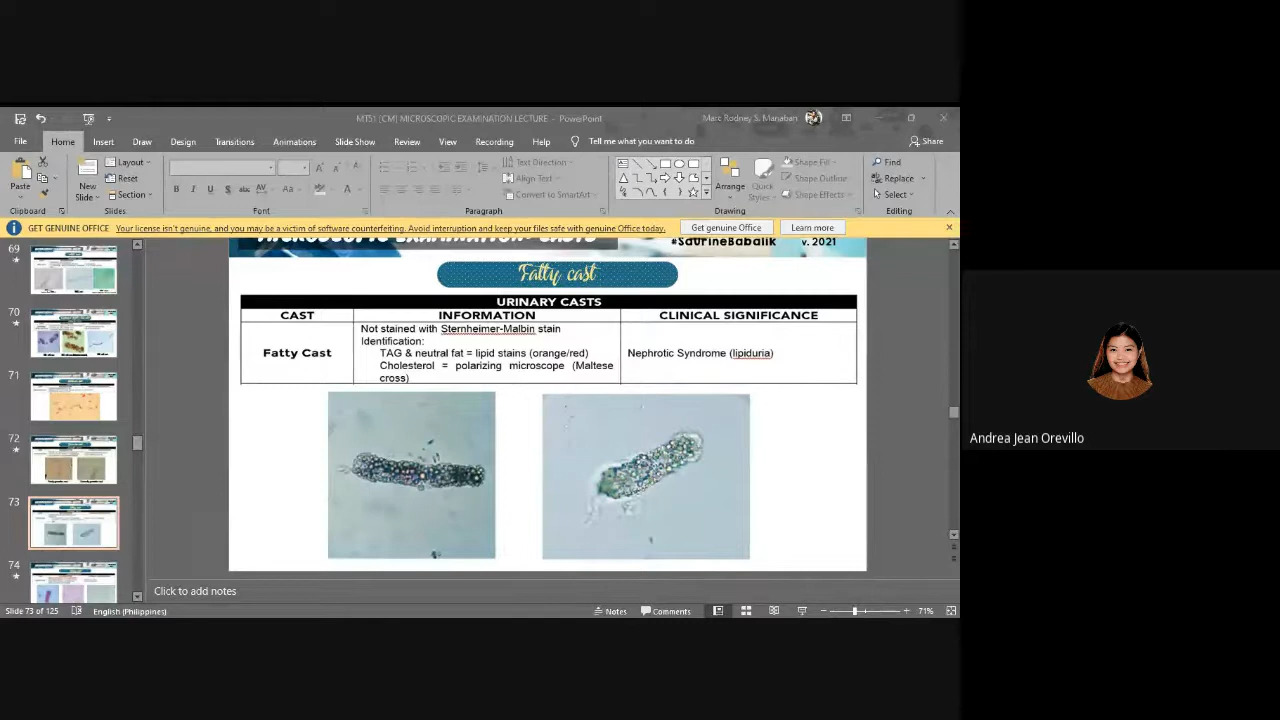 MT51 [CM] MICROSCOPIC EXAMINATION LECTURE - PowerPoint
Marc Rodney S. Manaban
File Home Insert Draw Design Transitions Animations Slide Show Review View Recording Help Tell me what you want to do
Share
Paste
New
Slide
Layout
Reset
Section
B I U S abc AV Aa A
Text Direction
Align Text
Convert to SmartArt
Arrange
Quick
Styles
Shape Fill
Shape Outline
Shape Effects
Find
Replace
Select
Clipboard Slides Font Paragraph Drawing Editing
GET GENUINE OFFICE Your license isn't genuine, and you may be a victim of software counterfeiting. Avoid interruption and keep your files safe with genuine Office today. Get genuine Office Learn more
69
70
71
72
73
74
#SaUrineBabalik v. 2021
Fatty cast
URINARY CASTS
CAST INFORMATION CLINICAL SIGNIFICANCE
Fatty Cast
Not stained with Sternheimer-Malbin stain
Identification:
TAG & neutral fat = lipid stains (orange/red)
Cholesterol = polarizing microscope (Maltese
cross)
Nephrotic Syndrome (lipiduria)
Click to add notes
Slide 73 of 125 English (Philippines) Notes Comments 71%
Andrea Jean Orevillo